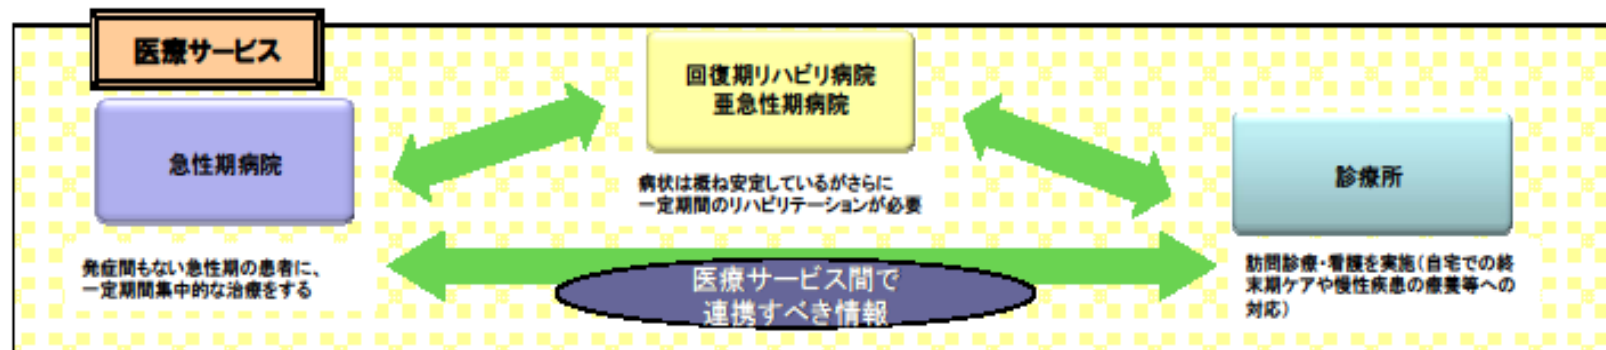 医療サービス
急性期病院
発症間もない急性期の患者に、
一定期間集中的な治療をする
回復期リハビリ病院
亜急性期病院
病状は概ね安定しているがさらに
一定期間のリハビリテーションが必要
医療サービス間で
連携すべき情報
診療所
訪問診療・看護を実施(自宅での終
末期ケアや慢性疾患の療養等への
対応)